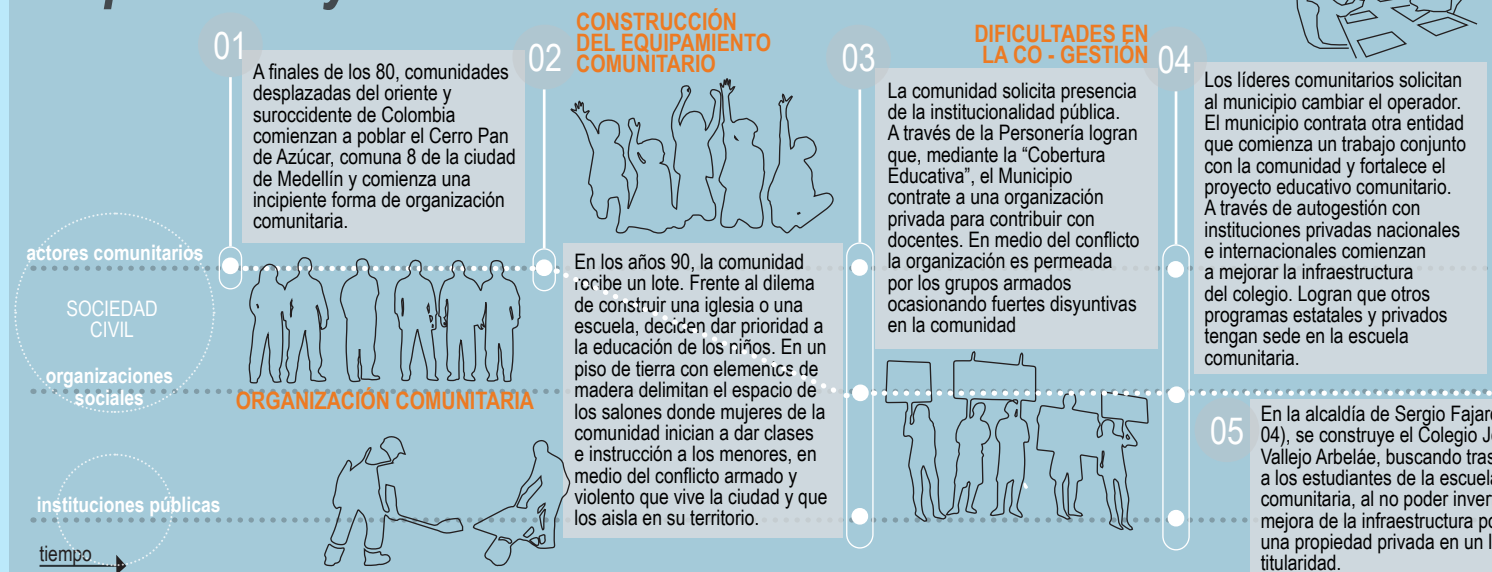 01
A finales de los 80, comunidades
desplazadas del oriente y
suroccidente de Colombia
comienzan a poblar el Cerro Pan
de Azúcar, comuna 8 de la ciudad
de Medellín y comienza una
incipiente forma de organización
comunitaria.
ORGANIZACIÓN COMUNITARIA
02
CONSTRUCCIÓN
DEL EQUIPAMIENTO
COMUNITARIO
En los años 90, la comunidad
recibe un lote. Frente al dilema
de construir una iglesia o una
escuela, deciden dar prioridad a
la educación de los niños. En un
piso de tierra con elementos de
madera delimitan el espacio de
los salones donde mujeres de la
comunidad inician a dar clases
e instrucción a los menores, en
medio del conflicto armado y
violento que vive la ciudad y que
los aisla en su territorio.
03
DIFICULTADES EN
LA CO - GESTIÓN
La comunidad solicita presencia
de la institucionalidad pública.
A través de la Personería logran
que, mediante la “Cobertura
Educativa”, el Municipio
contrate a una organización
privada para contribuir con
docentes. En medio del conflicto
la organización es permeada
por los grupos armados
ocasionando fuertes disyuntivas
en la comunidad
04
Los líderes comunitarios solicitan
al municipio cambiar el operador.
El municipio contrata otra entidad
que comienza un trabajo conjunto
con la comunidad y fortalece el
proyecto educativo comunitario.
A través de autogestión con
instituciones privadas nacionales
e internacionales comienzan
a mejorar la infraestructura
del colegio. Logran que otros
programas estatales y privados
tengan sede en la escuela
comunitaria.
05
En la alcaldía de Sergio
04), se construye el Colegio
Vallejo Arbeláe, buscando
a los estudiantes de la escuela
comunitaria, al no poder
mejora de la infraestructura
una propiedad privada en un
titularidad.
actores comunitarios
SOCIEDAD
CIVIL
organizaciones
sociales
instituciones públicas
tiempo